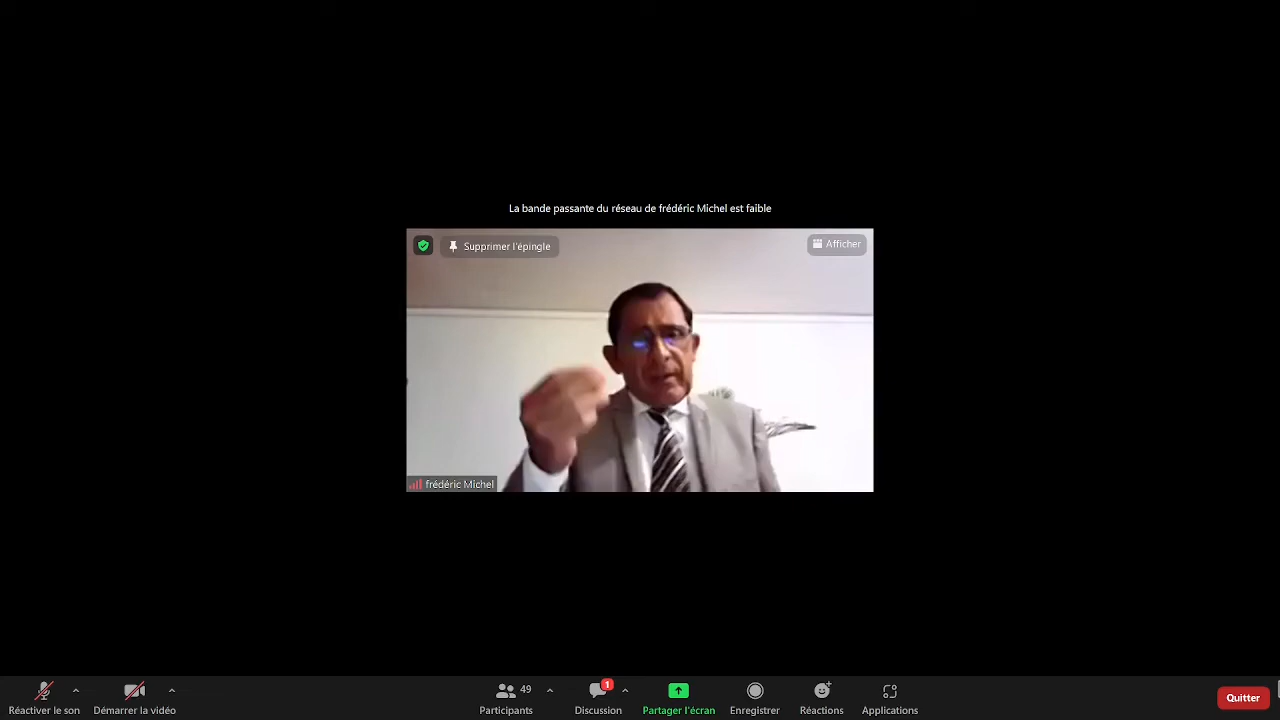 La bande passante du réseau de frédéric Michel est faible
Supprimer l'épingle
Afficher
frédéric Michel
49
1
Réactiver le son
Démarrer la vidéo
Participants
Discussion
Partager l'écran
Enregistrer
Réactions
Applications
Quitter